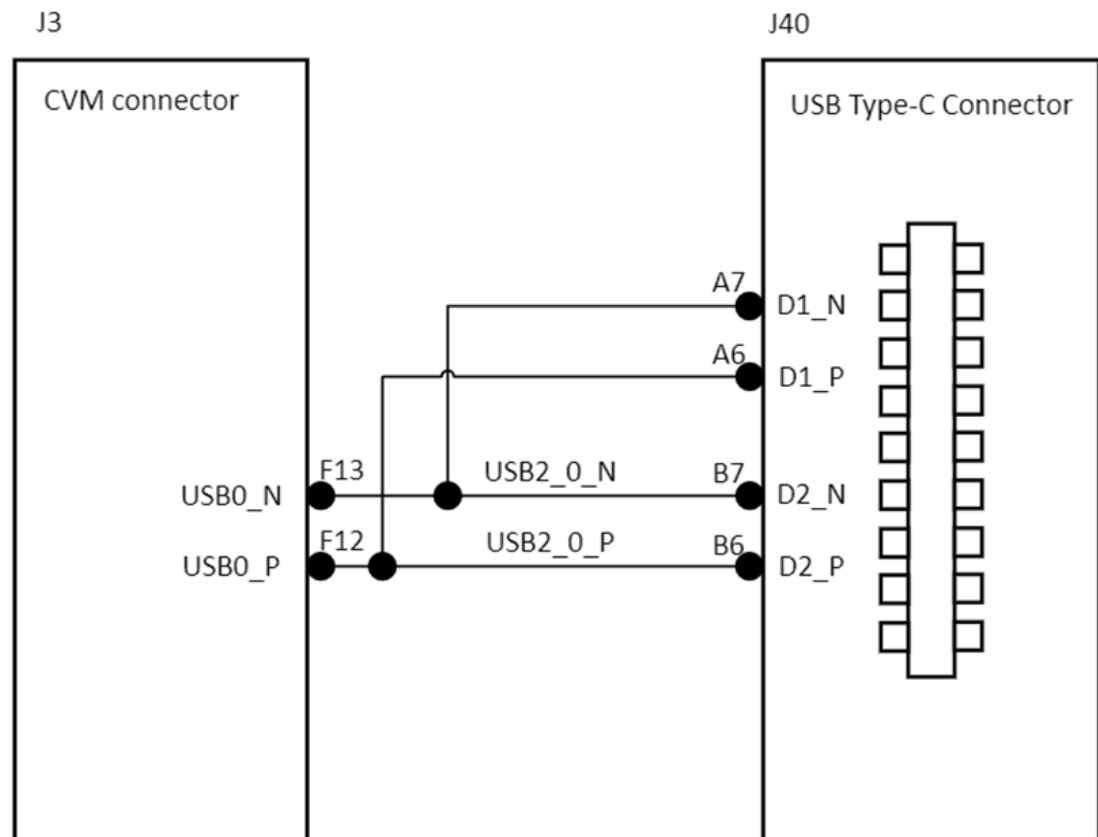 J3
J40
CVM connector
USB Type-C Connector
A7
D1_N
A6
D1_P
F13
USB2_0_N
B7
USB0_N
D2_N
F12
USB2_0_P
B6
USB0_P
D2_P